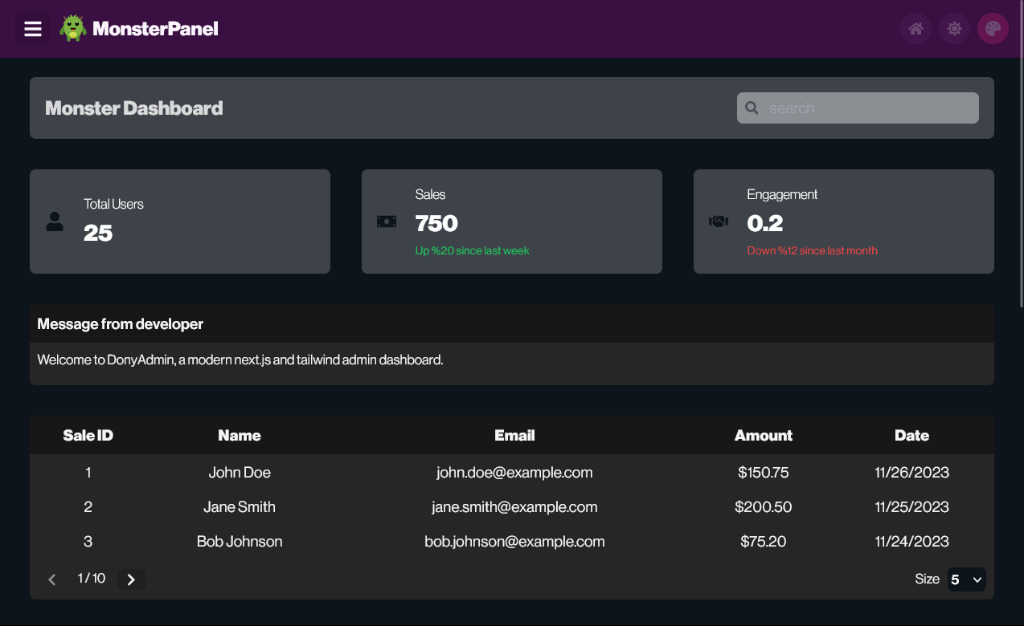 MonsterPanel
Monster Dashboard
search
Total Users
25
Sales
750
Up %20 since last week
Engagement
0.2
Down %12 since last month
Message from developer
Welcome to DonyAdmin, a modern next.js and tailwind admin dashboard.
Sale ID Name Email Amount Date
1 John Doe john.doe@example.com $150.75 11/26/2023
2 Jane Smith jane.smith@example.com $200.50 11/25/2023
3 Bob Johnson bob.johnson@example.com $75.20 11/24/2023
1 / 10 Size 5